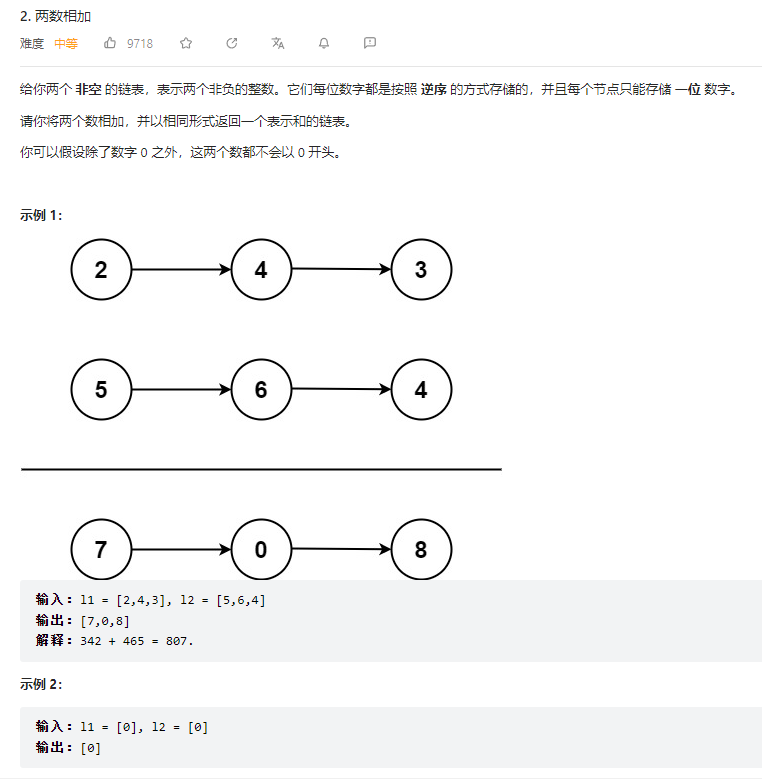 2. 两数相加
难度 中等 9718
给你两个 非空 的链表，表示两个非负的整数。它们每位数字都是按照 逆序 的方式存储的，并且每个节点只能存储 一位 数字。
请你将两个数相加，并以相同形式返回一个表示和的链表。
你可以假设除了数字 0 之外，这两个数都不会以 0 开头。
示例 1：
2 4 3
5 6 4
7 0 8
输入：l1 = [2,4,3], l2 = [5,6,4]
输出：[7,0,8]
解释：342 + 465 = 807.
示例 2：
输入：l1 = [0], l2 = [0]
输出：[0]